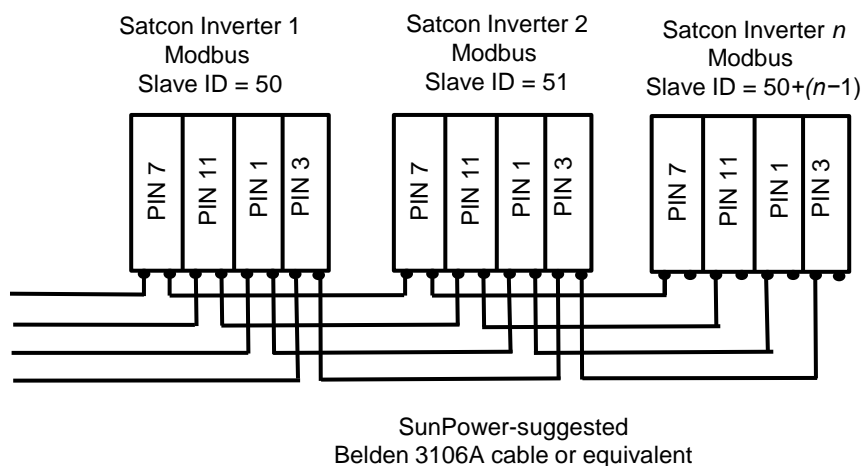 Satcon Inverter 1
Modbus
Slave ID = 50
Satcon Inverter 2
Modbus
Slave ID = 51
Satcon Inverter n
Modbus
Slave ID = 50+(n−1)
PIN 7
PIN 11
PIN 1
PIN 3
PIN 7
PIN 11
PIN 1
PIN 3
PIN 7
PIN 11
PIN 1
PIN 3
SunPower-suggested
Belden 3106A cable or equivalent